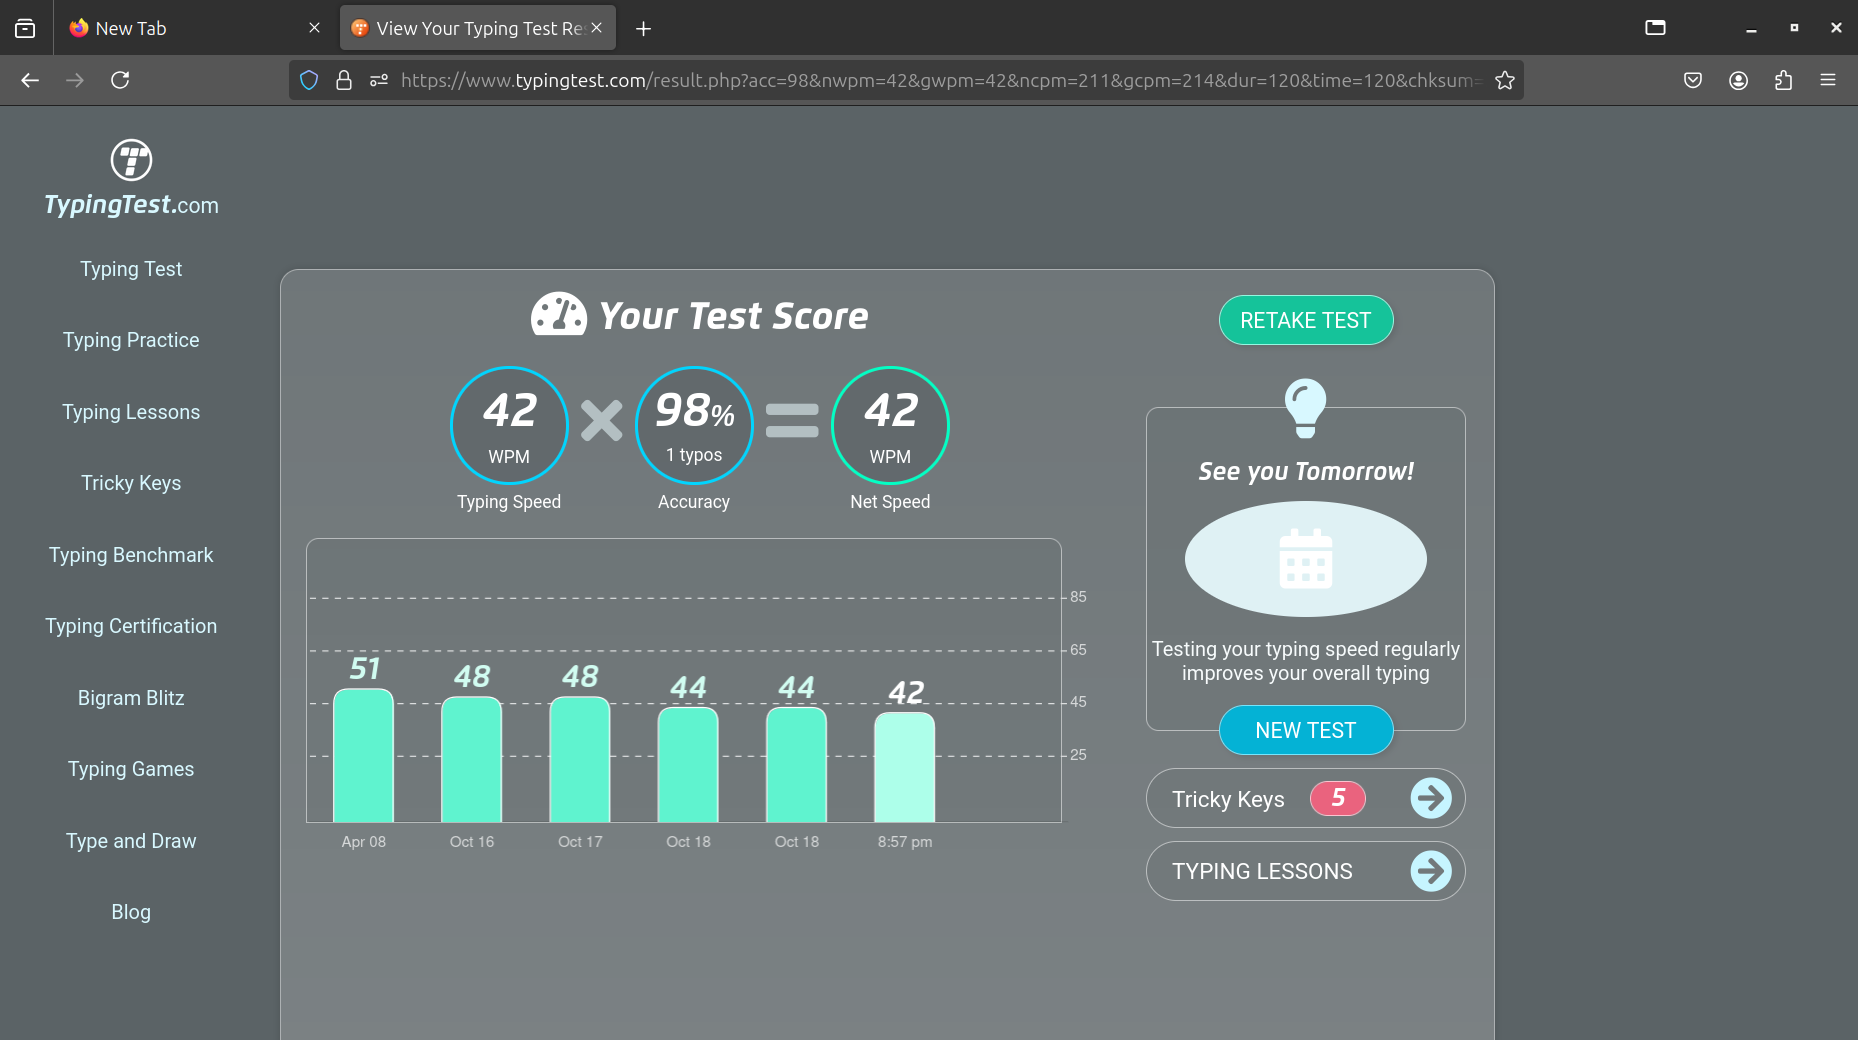 New Tab
View Your Typing Test Re
https://www.typingtest.com/result.php?acc=98&nwpm=42&gwpm=42&ncpm=211&gcpm=214&dur=120&time=120&chksum=
TypingTest.com
Typing Test
Typing Practice
Typing Lessons
Tricky Keys
Typing Benchmark
Typing Certification
Bigram Blitz
Typing Games
Type and Draw
Blog
Your Test Score
42
WPM
Typing Speed
98%
1 typos
Accuracy
42
WPM
Net Speed
85
65
45
25
51
48
48
44
44
42
Apr 08
Oct 16
Oct 17
Oct 18
Oct 18
8:57 pm
RETAKE TEST
See you Tomorrow!
Testing your typing speed regularly
improves your overall typing
NEW TEST
Tricky Keys 5
TYPING LESSONS